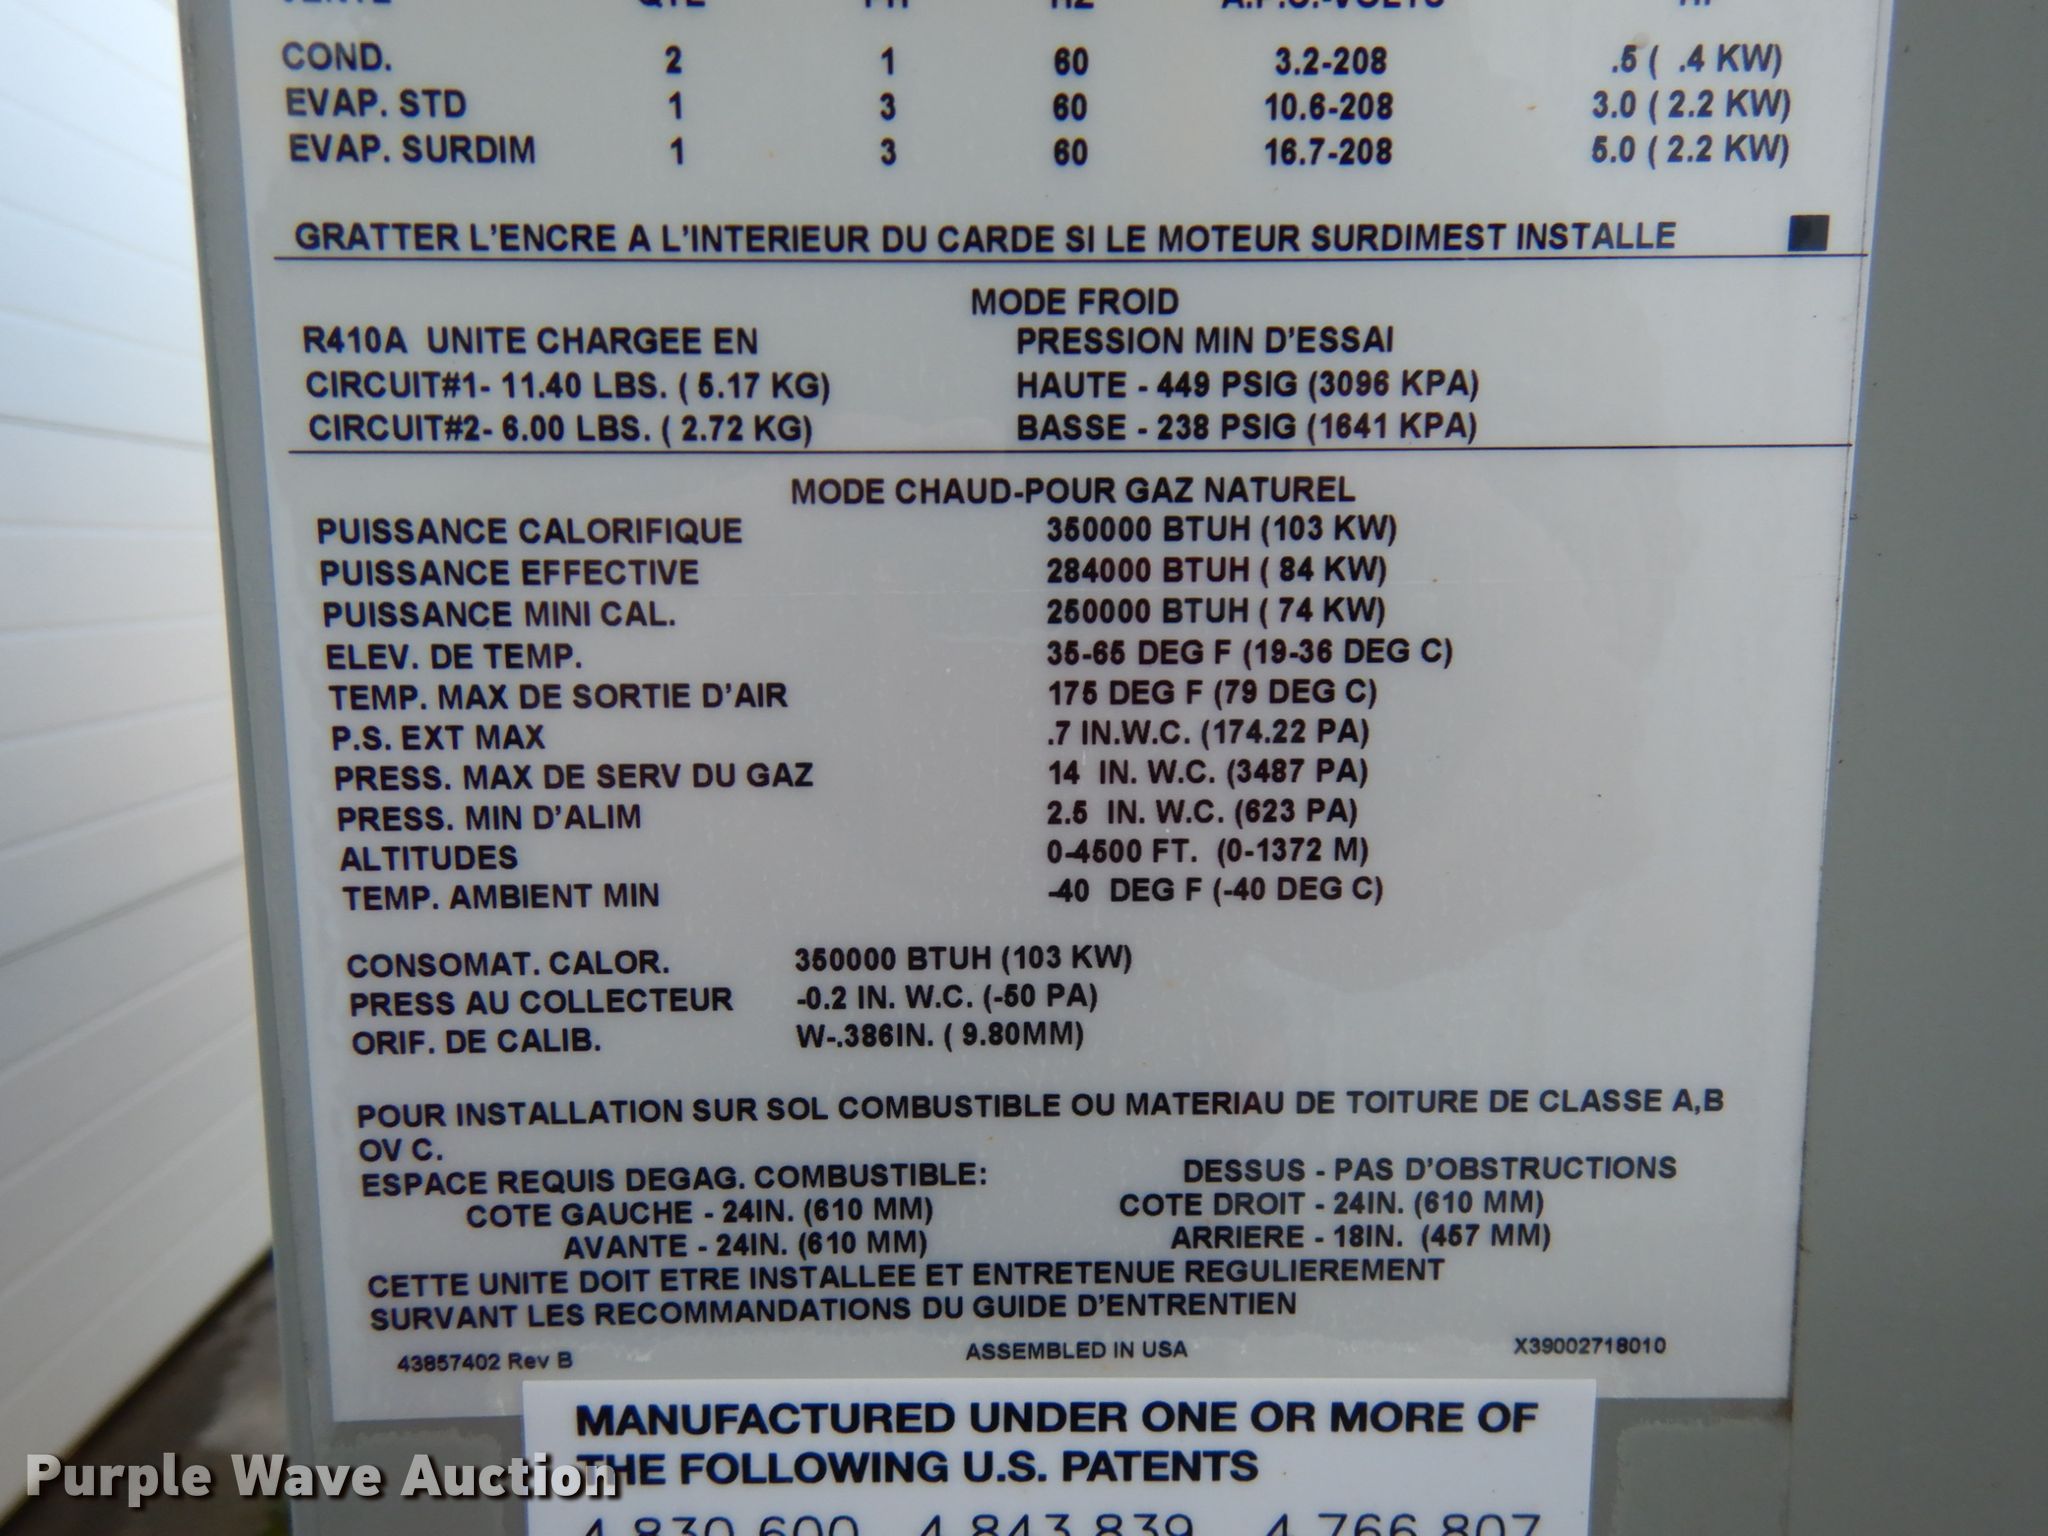 COND. 2 1 60 3.2-208 .5 ( .4 KW)
EVAP. STD 1 3 60 10.6-208 3.0 ( 2.2 KW)
EVAP. SURDIM 1 3 60 16.7-208 5.0 ( 2.2 KW)
GRATTER L'ENCRE A L'INTERIEUR DU CARDE SI LE MOTEUR SURDIMEST INSTALLE
MODE FROID
R410A UNITE CHARGEE EN PRESSION MIN D'ESSAI
CIRCUIT#1- 11.40 LBS. ( 5.17 KG) HAUTE - 449 PSIG (3096 KPA)
CIRCUIT#2- 6.00 LBS. ( 2.72 KG) BASSE - 238 PSIG (1641 KPA)
MODE CHAUD-POUR GAZ NATUREL
PUISSANCE CALORIFIQUE 350000 BTUH (103 KW)
PUISSANCE EFFECTIVE 284000 BTUH ( 84 KW)
PUISSANCE MINI CAL. 250000 BTUH ( 74 KW)
ELEV. DE TEMP. 35-65 DEG F (19-36 DEG C)
TEMP. MAX DE SORTIE D'AIR 175 DEG F (79 DEG C)
P.S. EXT MAX .7 IN.W.C. (174.22 PA)
PRESS. MAX DE SERV DU GAZ 14 IN. W.C. (3487 PA)
PRESS. MIN D'ALIM 2.5 IN. W.C. (623 PA)
ALTITUDES 0-4500 FT. (0-1372 M)
TEMP. AMBIENT MIN -40 DEG F (-40 DEG C)
CONSOMAT. CALOR. 350000 BTUH (103 KW)
PRESS AU COLLECTEUR -0.2 IN. W.C. (-50 PA)
ORIF. DE CALIB. W-.386IN. ( 9.80MM)
POUR INSTALLATION SUR SOL COMBUSTIBLE OU MATERIAU DE TOITURE DE CLASSE A,B
OV C.
ESPACE REQUIS DEGAG. COMBUSTIBLE: DESSUS - PAS D'OBSTRUCTIONS
COTE GAUCHE - 24IN. (610 MM) COTE DROIT - 24IN. (610 MM)
AVANTE - 24IN. (610 MM) ARRIERE - 18IN. (457 MM)
CETTE UNITE DOIT ETRE INSTALLEE ET ENTRETENUE REGULIEREMENT
SURVANT LES RECOMMANDATIONS DU GUIDE D'ENTRENTIEN
43857402 Rev B ASSEMBLED IN USA X39002718010
MANUFACTURED UNDER ONE OR MORE OF
THE FOLLOWING U.S. PATENTS
4,830,600 4,843,839 4,766,807
Purple Wave Auction